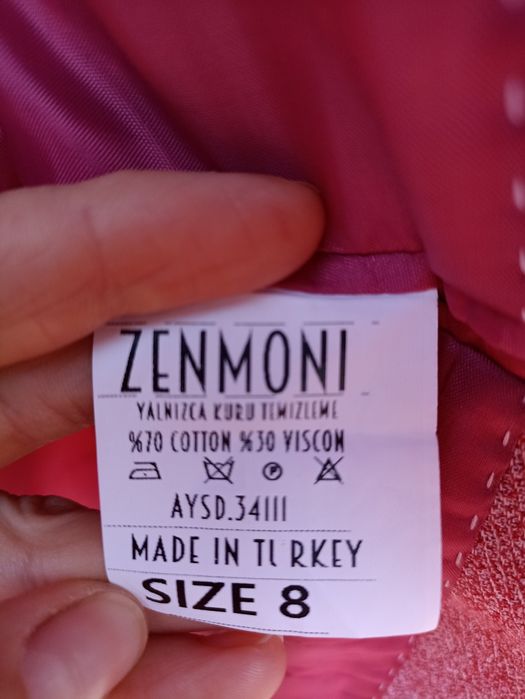 ZENMONI
YALNIZCA KURU TEMIZLEME
%70 COTTON %30 VISCON
AYSD.34111
MADE IN TURKEY
SIZE 8